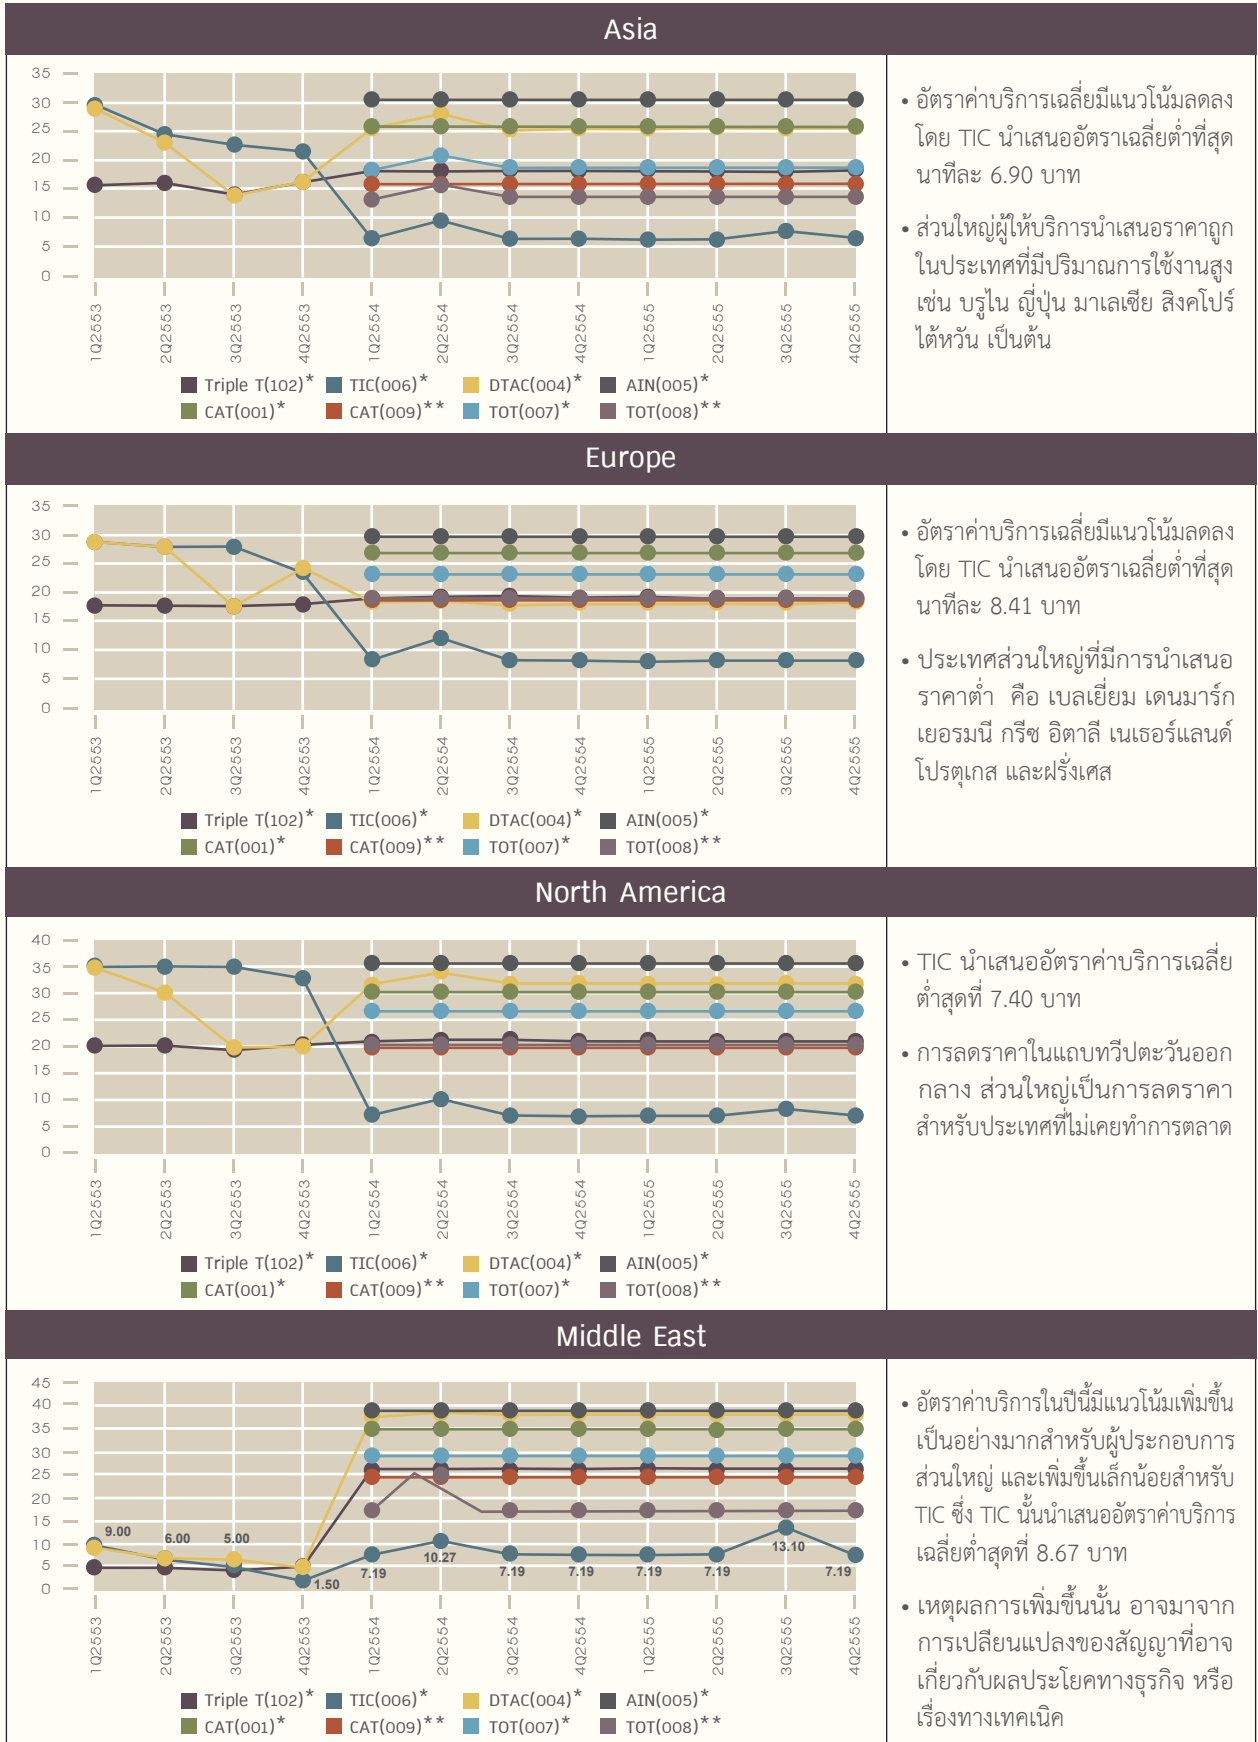 Asia
35
30
25
20
15
10
5
0
1Q2553
2Q2553
3Q2553
4Q2553
1Q2554
2Q2554
3Q2554
4Q2554
1Q2555
2Q2555
3Q2555
4Q2555
Triple T(102)* TIC(006)* DTAC(004)* AIN(005)*
CAT(001)* CAT(009)** TOT(007)* TOT(008)**
• อัตราค่าบริการเฉลี่ยมีแนวโน้มลดลง
โดย TIC นำเสนออัตราเฉลี่ยต่ำที่สุด
นาทีละ 6.90 บาท
• ส่วนใหญ่ผู้ให้บริการนำเสนอราคาถูก
ในประเทศที่มีปริมาณการใช้งานสูง
เช่น บรูไน ญี่ปุ่น มาเลเซีย สิงคโปร์
ไต้หวัน เป็นต้น
Europe
35
30
25
20
15
10
5
0
1Q2553
2Q2553
3Q2553
4Q2553
1Q2554
2Q2554
3Q2554
4Q2554
1Q2555
2Q2555
3Q2555
4Q2555
Triple T(102)* TIC(006)* DTAC(004)* AIN(005)*
CAT(001)* CAT(009)** TOT(007)* TOT(008)**
• อัตราค่าบริการเฉลี่ยมีแนวโน้มลดลง
โดย TIC นำเสนออัตราเฉลี่ยต่ำที่สุด
นาทีละ 8.41 บาท
• ประเทศส่วนใหญ่ที่มีการนำเสนอ
ราคาต่ำ คือ เบลเยี่ยม เดนมาร์ก
เยอรมนี กรีซ อิตาลี เนเธอร์แลนด์
โปรตุเกส และฝรั่งเศส
North America
40
35
30
25
20
15
10
5
0
1Q2553
2Q2553
3Q2553
4Q2553
1Q2554
2Q2554
3Q2554
4Q2554
1Q2555
2Q2555
3Q2555
4Q2555
Triple T(102)* TIC(006)* DTAC(004)* AIN(005)*
CAT(001)* CAT(009)** TOT(007)* TOT(008)**
• TIC นำเสนออัตราค่าบริการเฉลี่ย
ต่ำสุดที่ 7.40 บาท
• การลดราคาในแถบทวีปตะวันออก
กลาง ส่วนใหญ่เป็นการลดราคา
สำหรับประเทศที่ไม่เคยทำการตลาด
Middle East
45
40
35
30
25
20
15
10
5
0
9.00
6.00
5.00
1.50
7.19
10.27
7.19
7.19
7.19
7.19
13.10
7.19
1Q2553
2Q2553
3Q2553
4Q2553
1Q2554
2Q2554
3Q2554
4Q2554
1Q2555
2Q2555
3Q2555
4Q2555
Triple T(102)* TIC(006)* DTAC(004)* AIN(005)*
CAT(001)* CAT(009)** TOT(007)* TOT(008)**
• อัตราค่าบริการในปีนี้มีแนวโน้มเพิ่มขึ้น
เป็นอย่างมากสำหรับผู้ประกอบการ
ส่วนใหญ่ และเพิ่มขึ้นเล็กน้อยสำหรับ
TIC ซึ่ง TIC นั้นนำเสนออัตราค่าบริการ
เฉลี่ยต่ำสุดที่ 8.67 บาท
• เหตุผลการเพิ่มขึ้นนั้น อาจมาจาก
การเปลี่ยนแปลงของสัญญาที่อาจ
เกี่ยวกับผลประโยคทางธุรกิจ หรือ
เรื่องทางเทคนิค